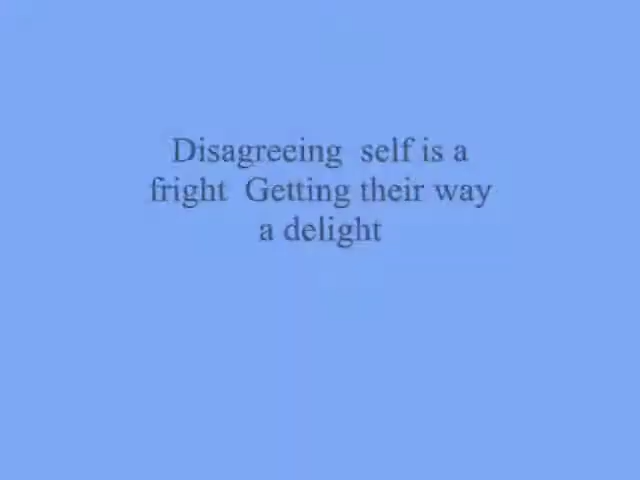 Disagreeing  self is a
fright  Getting their way
a delight